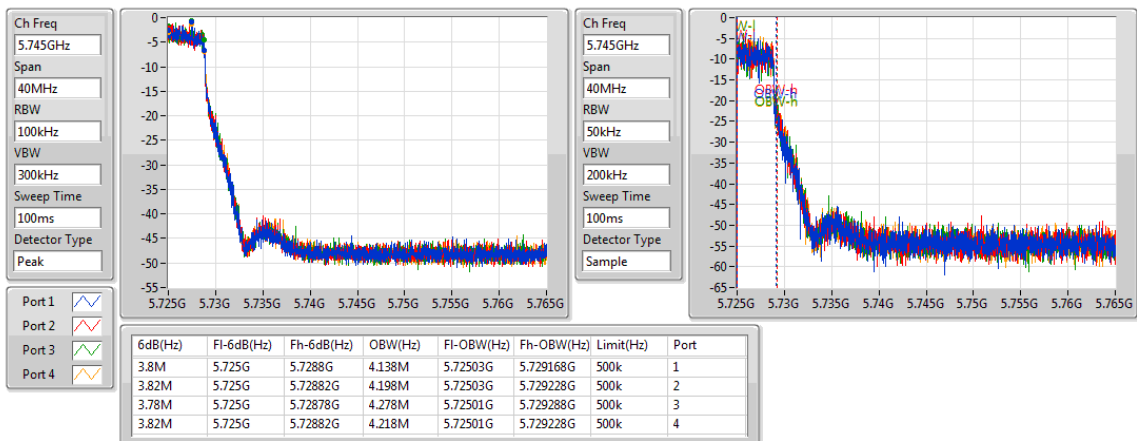 Ch Freq
5.745GHz
Span
40MHz
RBW
100kHz
VBW
300kHz
Sweep Time
100ms
Detector Type
Peak
0
-5
-10
-15
-20
-25
-30
-35
-40
-45
-50
-55
5.725G 5.73G 5.735G 5.74G 5.745G 5.75G 5.755G 5.76G 5.765G
Ch Freq
5.745GHz
Span
40MHz
RBW
50kHz
VBW
200kHz
Sweep Time
100ms
Detector Type
Sample
0
-5
-10
-15
-20
-25
-30
-35
-40
-45
-50
-55
-60
-65
OBW-h
5.725G 5.73G 5.735G 5.74G 5.745G 5.75G 5.755G 5.76G 5.765G
Port 1
Port 2
Port 3
Port 4
6dB(Hz) Fl-6dB(Hz) Fh-6dB(Hz) OBW(Hz) Fl-OBW(Hz) Fh-OBW(Hz) Limit(Hz) Port
3.8M 5.725G 5.7288G 4.138M 5.72503G 5.729168G 500k 1
3.82M 5.725G 5.72882G 4.198M 5.72503G 5.729228G 500k 2
3.78M 5.725G 5.72878G 4.278M 5.72501G 5.729288G 500k 3
3.82M 5.725G 5.72882G 4.218M 5.72501G 5.729228G 500k 4